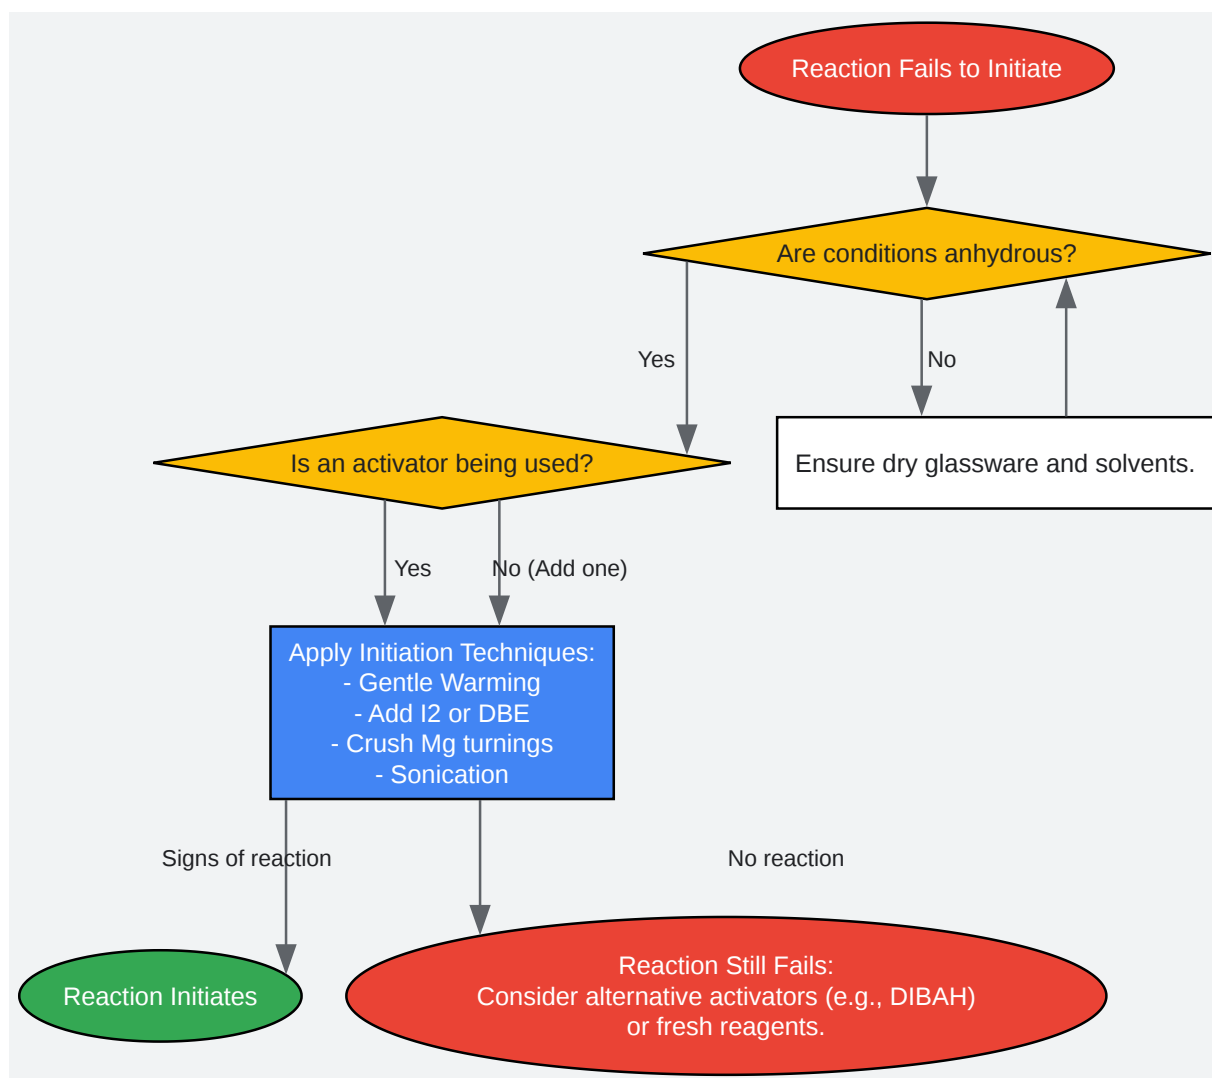 Reaction Fails to Initiate
Are conditions anhydrous?
Yes
No
Is an activator being used?
Ensure dry glassware and solvents.
Yes
No (Add one)
Apply Initiation Techniques:
- Gentle Warming
- Add I2 or DBE
- Crush Mg turnings
- Sonication
Signs of reaction
No reaction
Reaction Initiates
Reaction Still Fails:
Consider alternative activators (e.g., DIBAH)
or fresh reagents.